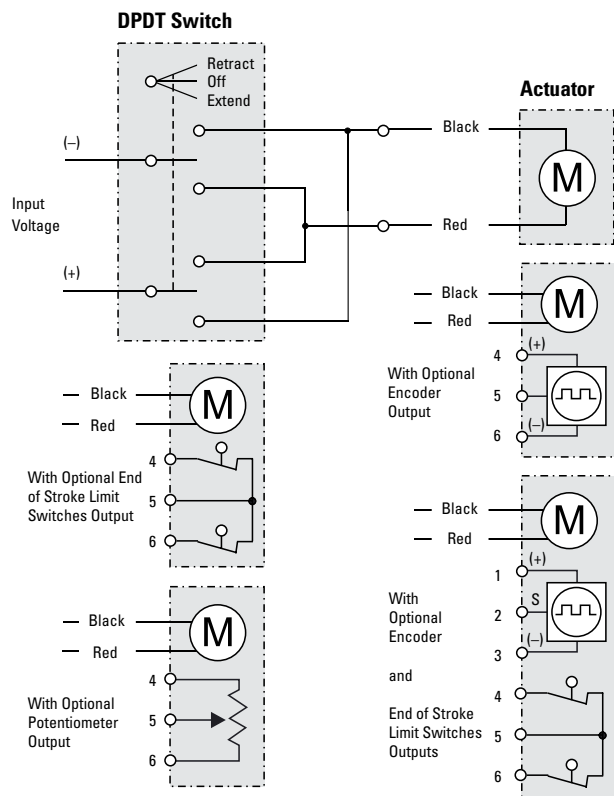 DPDT Switch
Retract
Off
Extend
(–)
Input
Voltage
(+)
Actuator
Black
M
Red
Black
Red
M
4
(+)
With Optional
Encoder
Output
5
6
(–)
Black
Red
M
With Optional End
of Stroke Limit
Switches Output
4
5
6
Black
Red
M
1
(+)
With
Optional
Encoder
2
S
3
(–)
and
End of Stroke
Limit Switches
Outputs
4
5
6
Black
Red
M
With Optional
Potentiometer
Output
4
5
6